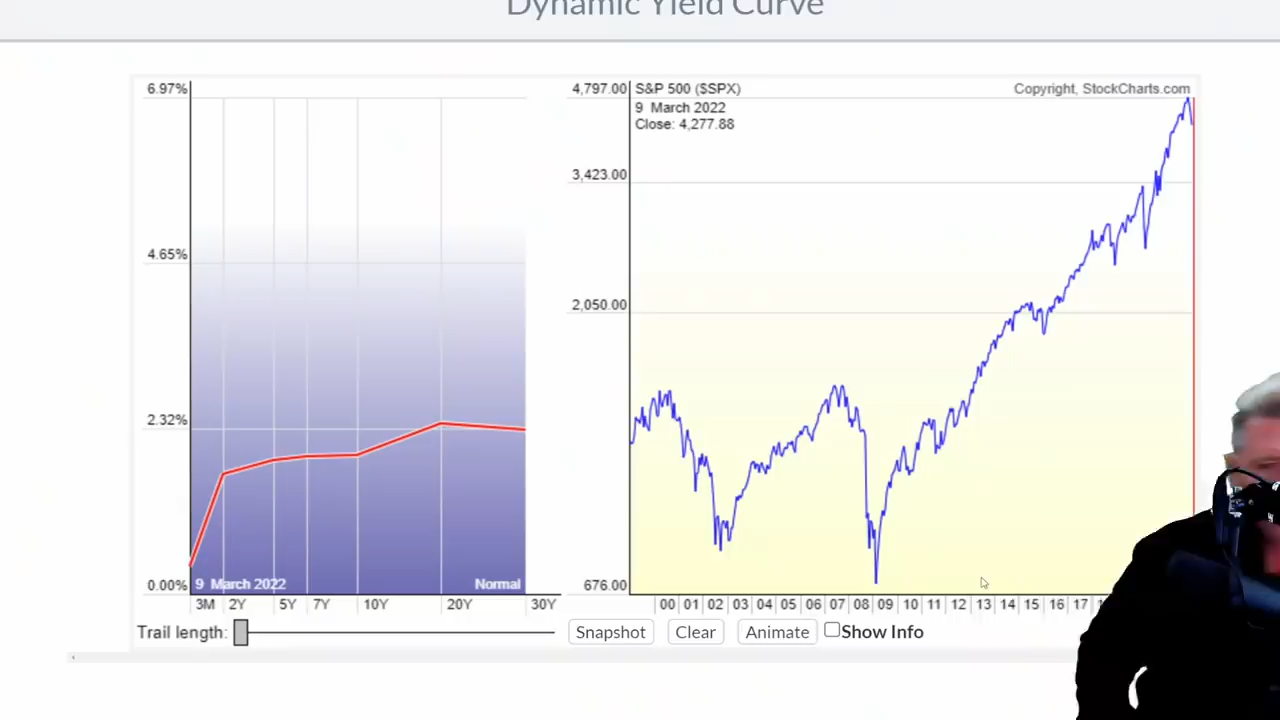 Dynamic Yield Curve
6.97%
4.65%
2.32%
0.00%
9 March 2022
Normal
3M 2Y 5Y 7Y 10Y 20Y 30Y
4,797.00
3,423.00
2,050.00
676.00
S&P 500 ($SPX)
Copyright, StockCharts.com
9 March 2022
Close: 4,277.88
00 01 02 03 04 05 06 07 08 09 10 11 12 13 14 15 16 17
Trail length:
Snapshot
Clear
Animate
Show Info